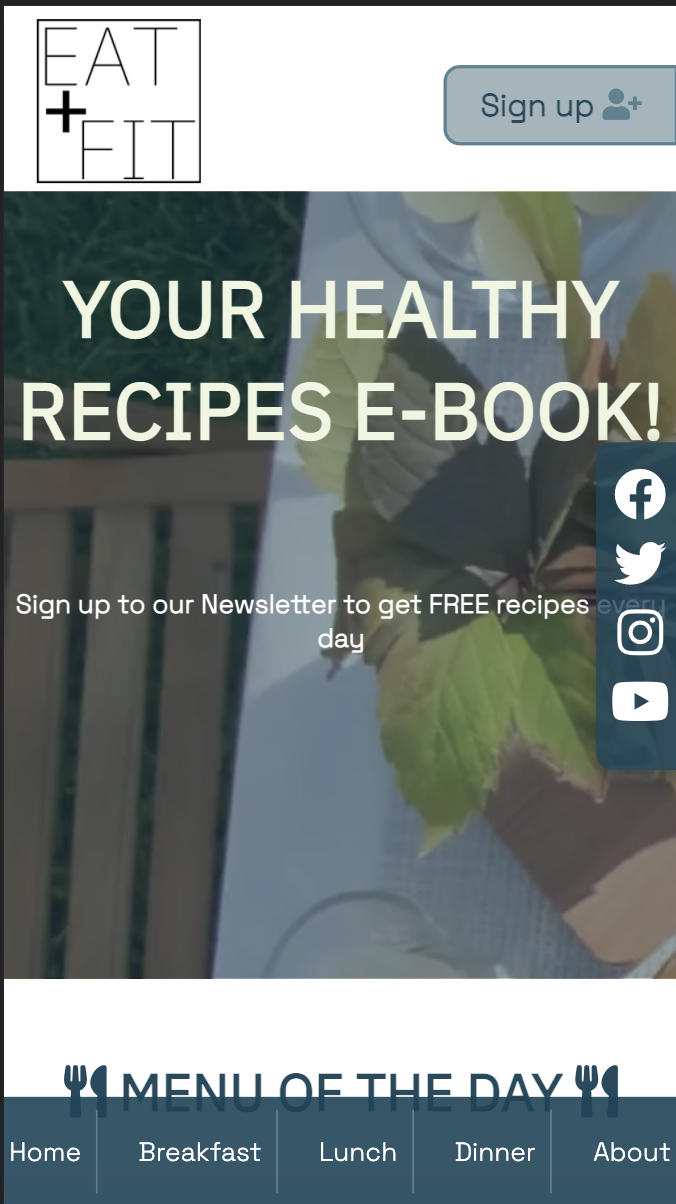 EAT
+FIT
Sign up
YOUR HEALTHY
RECIPES E-BOOK!
Sign up to our Newsletter to get FREE recipes every
day
MENU OF THE DAY
Home Breakfast Lunch Dinner About